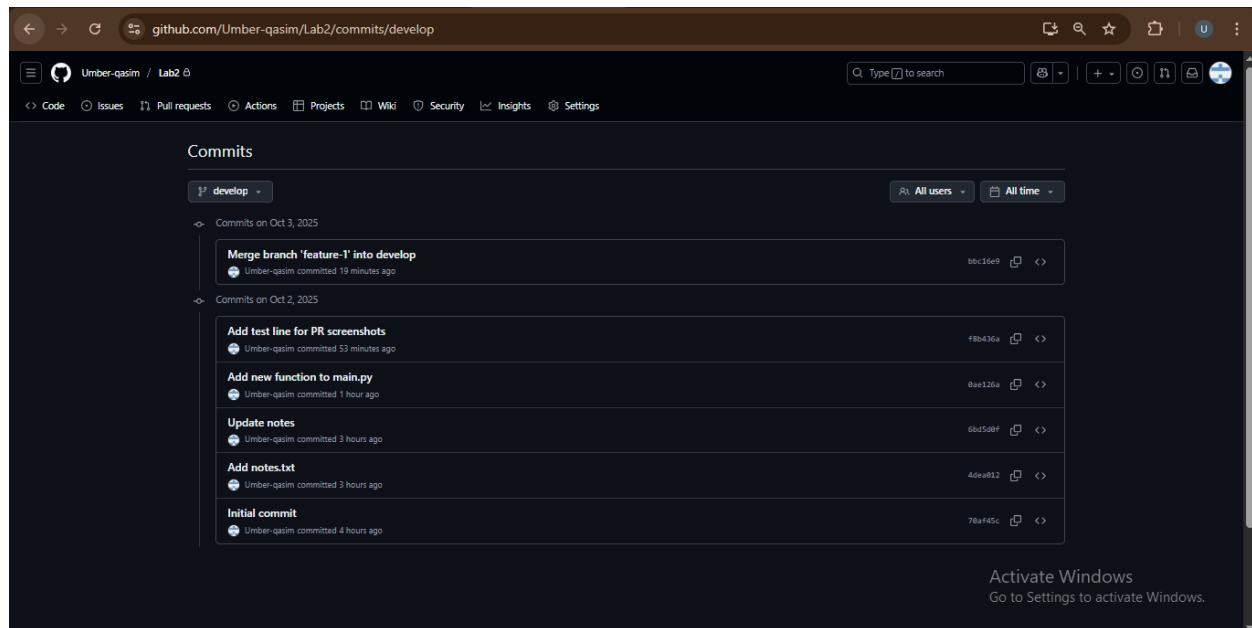 github.com/Umber-qasim/Lab2/commits/develop
U
Umber-qasim / Lab2
Type / to search
Code Issues Pull requests Actions Projects Wiki Security Insights Settings
Commits
develop
All users
All time
Commits on Oct 3, 2025
Merge branch 'feature-1' into develop
bbc16e9
Umber-qasim committed 19 minutes ago
Commits on Oct 2, 2025
Add test line for PR screenshots
f8b436a
Umber-qasim committed 53 minutes ago
Add new function to main.py
0ae126a
Umber-qasim committed 1 hour ago
Update notes
6bd5d0f
Umber-qasim committed 3 hours ago
Add notes.txt
4dea012
Umber-qasim committed 3 hours ago
Initial commit
70af45c
Umber-qasim committed 4 hours ago
Activate Windows
Go to Settings to activate Windows.